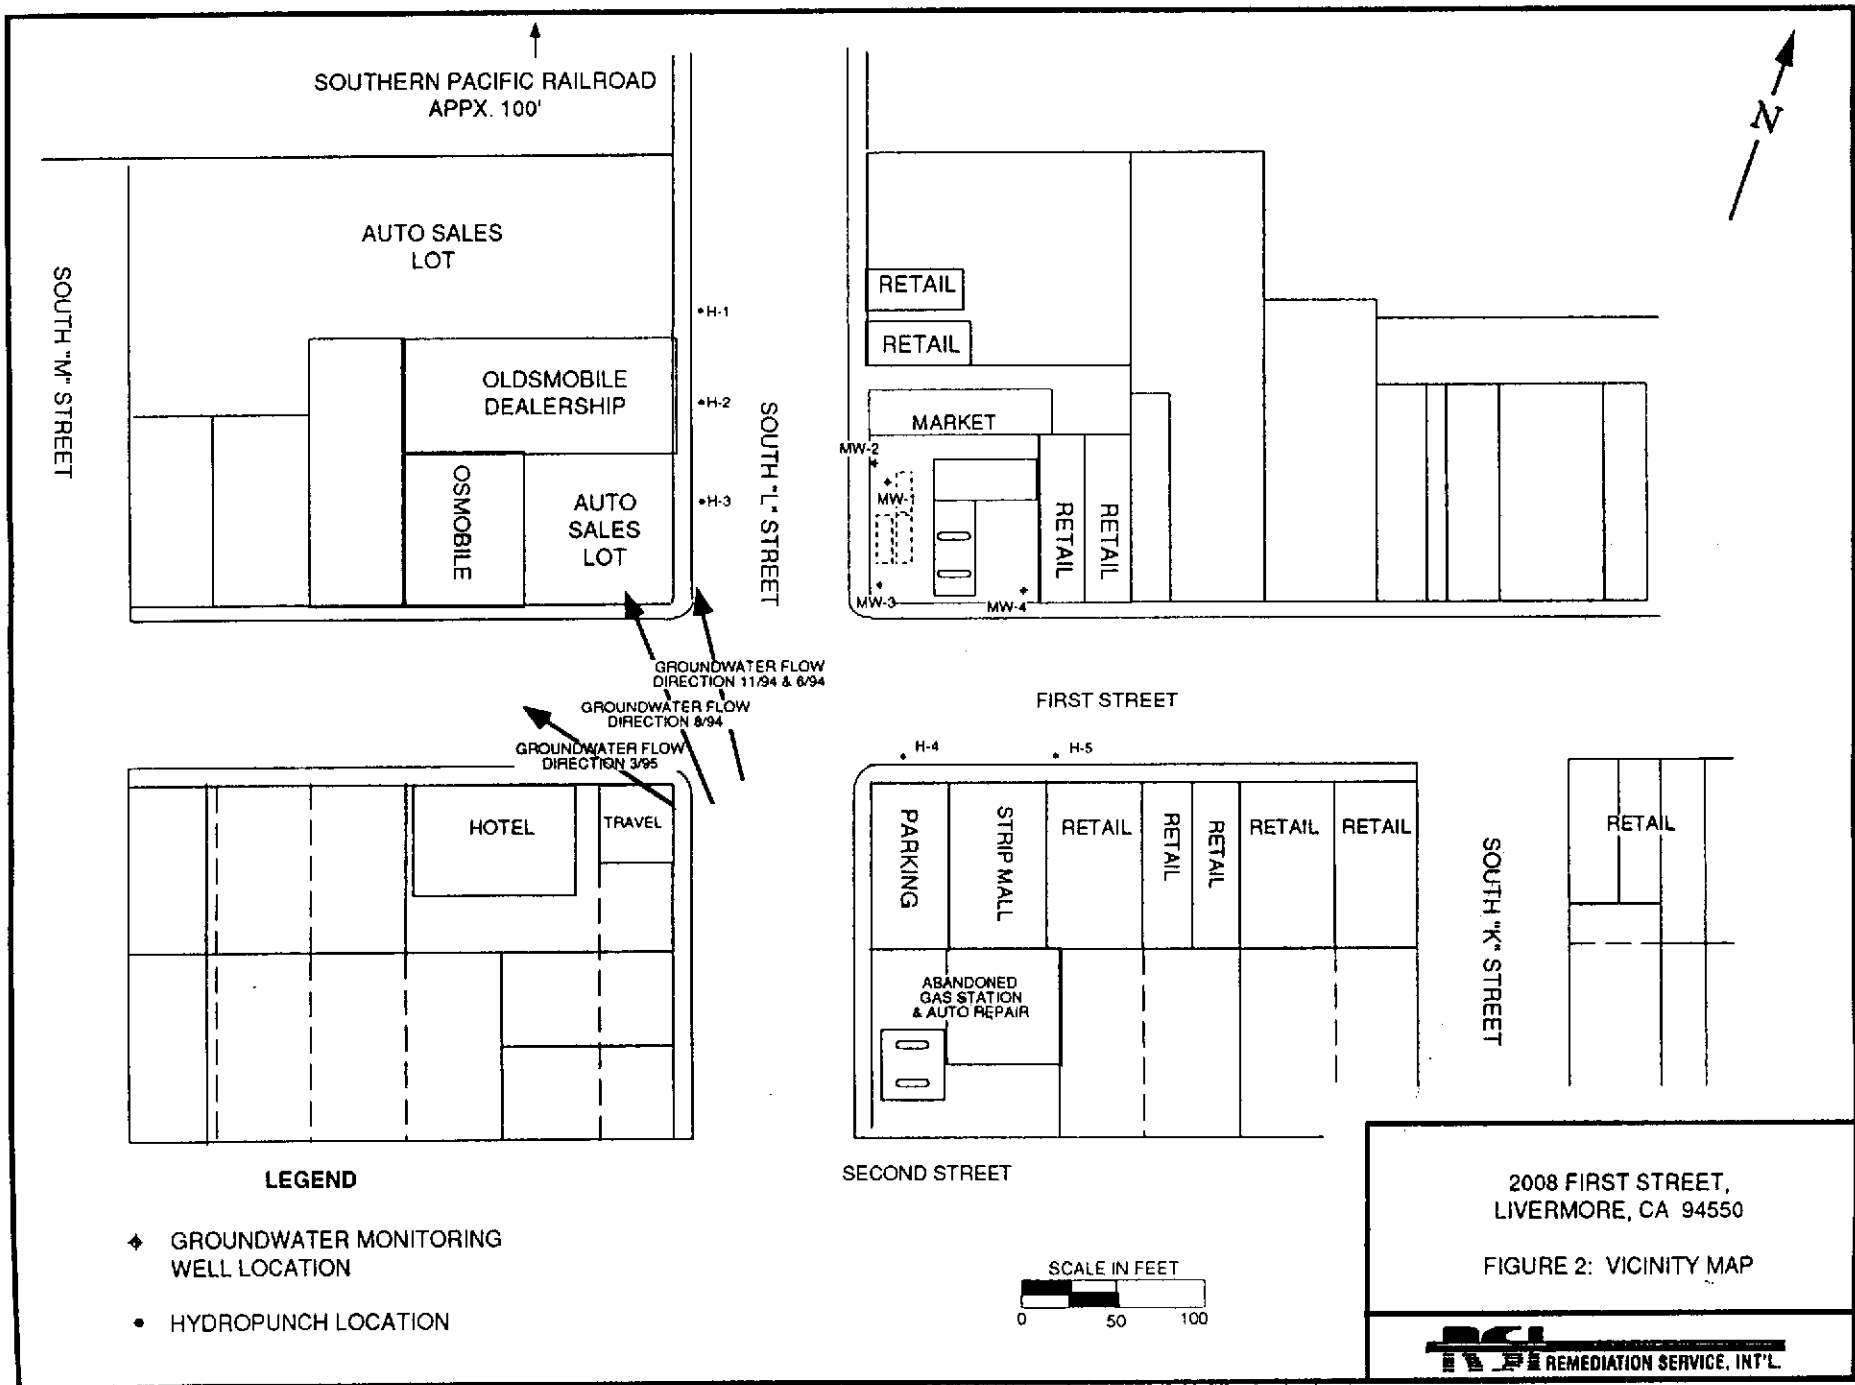 SOUTHERN PACIFIC RAILROAD
APPX. 100'
N
AUTO SALES
LOT
SOUTH "M" STREET
H-1
RETAIL
RETAIL
OLDSMOBILE
DEALERSHIP
H-2
SOUTH "L" STREET
MARKET
MW-2
OSMOBILE
AUTO
SALES
LOT
H-3
MW-1
RETAIL
RETAIL
MW-3
MW-4
GROUNDWATER FLOW
DIRECTION 11/94 & 6/94
GROUNDWATER FLOW
DIRECTION 8/94
GROUNDWATER FLOW
DIRECTION 3/95
FIRST STREET
H-4
H-5
HOTEL
TRAVEL
PARKING
STRIP MALL
RETAIL
RETAIL
RETAIL
RETAIL
RETAIL
SOUTH "K" STREET
RETAIL
ABANDONED
GAS STATION
& AUTO REPAIR
SECOND STREET
LEGEND
GROUNDWATER MONITORING
WELL LOCATION
HYDROPUNCH LOCATION
SCALE IN FEET
0 50 100
2008 FIRST STREET,
LIVERMORE, CA 94550
FIGURE 2: VICINITY MAP
REMEDIATION SERVICE, INT'L.